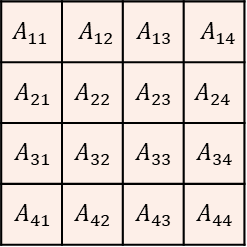 A₁₁ A₁₂ A₁₃ A₁₄
A₂₁ A₂₂ A₂₃ A₂₄
A₃₁ A₃₂ A₃₃ A₃₄
A₄₁ A₄₂ A₄₃ A₄₄